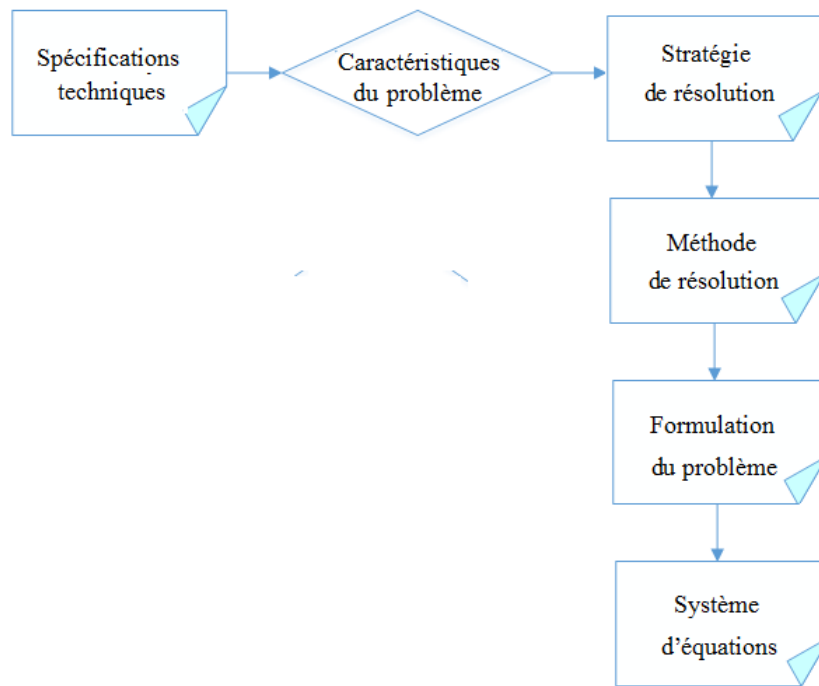 Spécifications
techniques
Caractéristiques
du problème
Stratégie
de résolution
Méthode
de résolution
Formulation
du problème
Système
d'équations